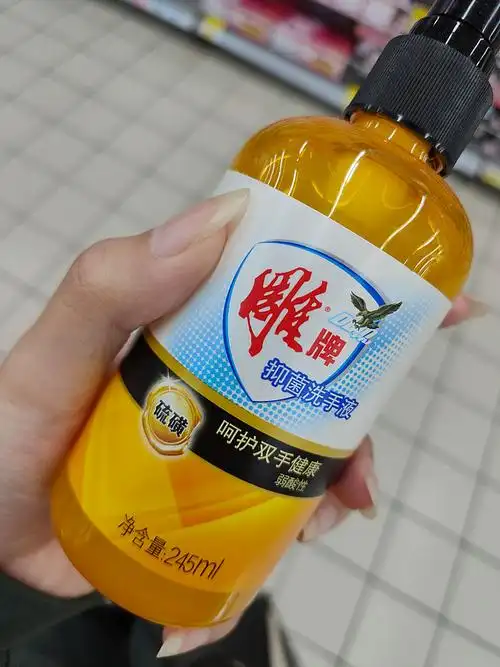 雕牌®
抑菌洗手液
硫磺
呵护双手健康
弱酸性
净含量:245ml